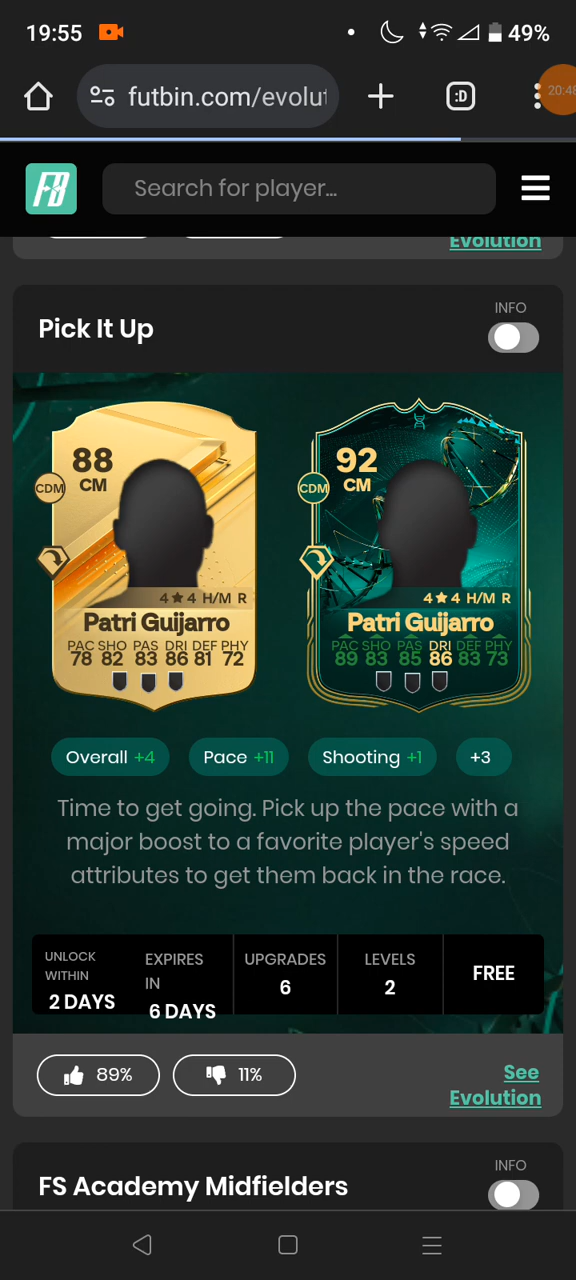 19:55
49%
futbin.com/evolut
:D
20:48
FB
Search for player...
Evolution
Pick It Up
INFO
88
CM
CDM
4★4 H/M R
Patri Guijarro
PAC SHO PAS DRI DEF PHY
78 82 83 86 81 72
92
CM
CDM
4★4 H/M R
Patri Guijarro
PAC SHO PAS DRI DEF PHY
89 83 85 86 83 73
Overall +4
Pace +11
Shooting +1
+3
Time to get going. Pick up the pace with a
major boost to a favorite player's speed
attributes to get them back in the race.
UNLOCK
WITHIN
2 DAYS
EXPIRES
IN
6 DAYS
UPGRADES
6
LEVELS
2
FREE
89%
11%
See
Evolution
FS Academy Midfielders
INFO